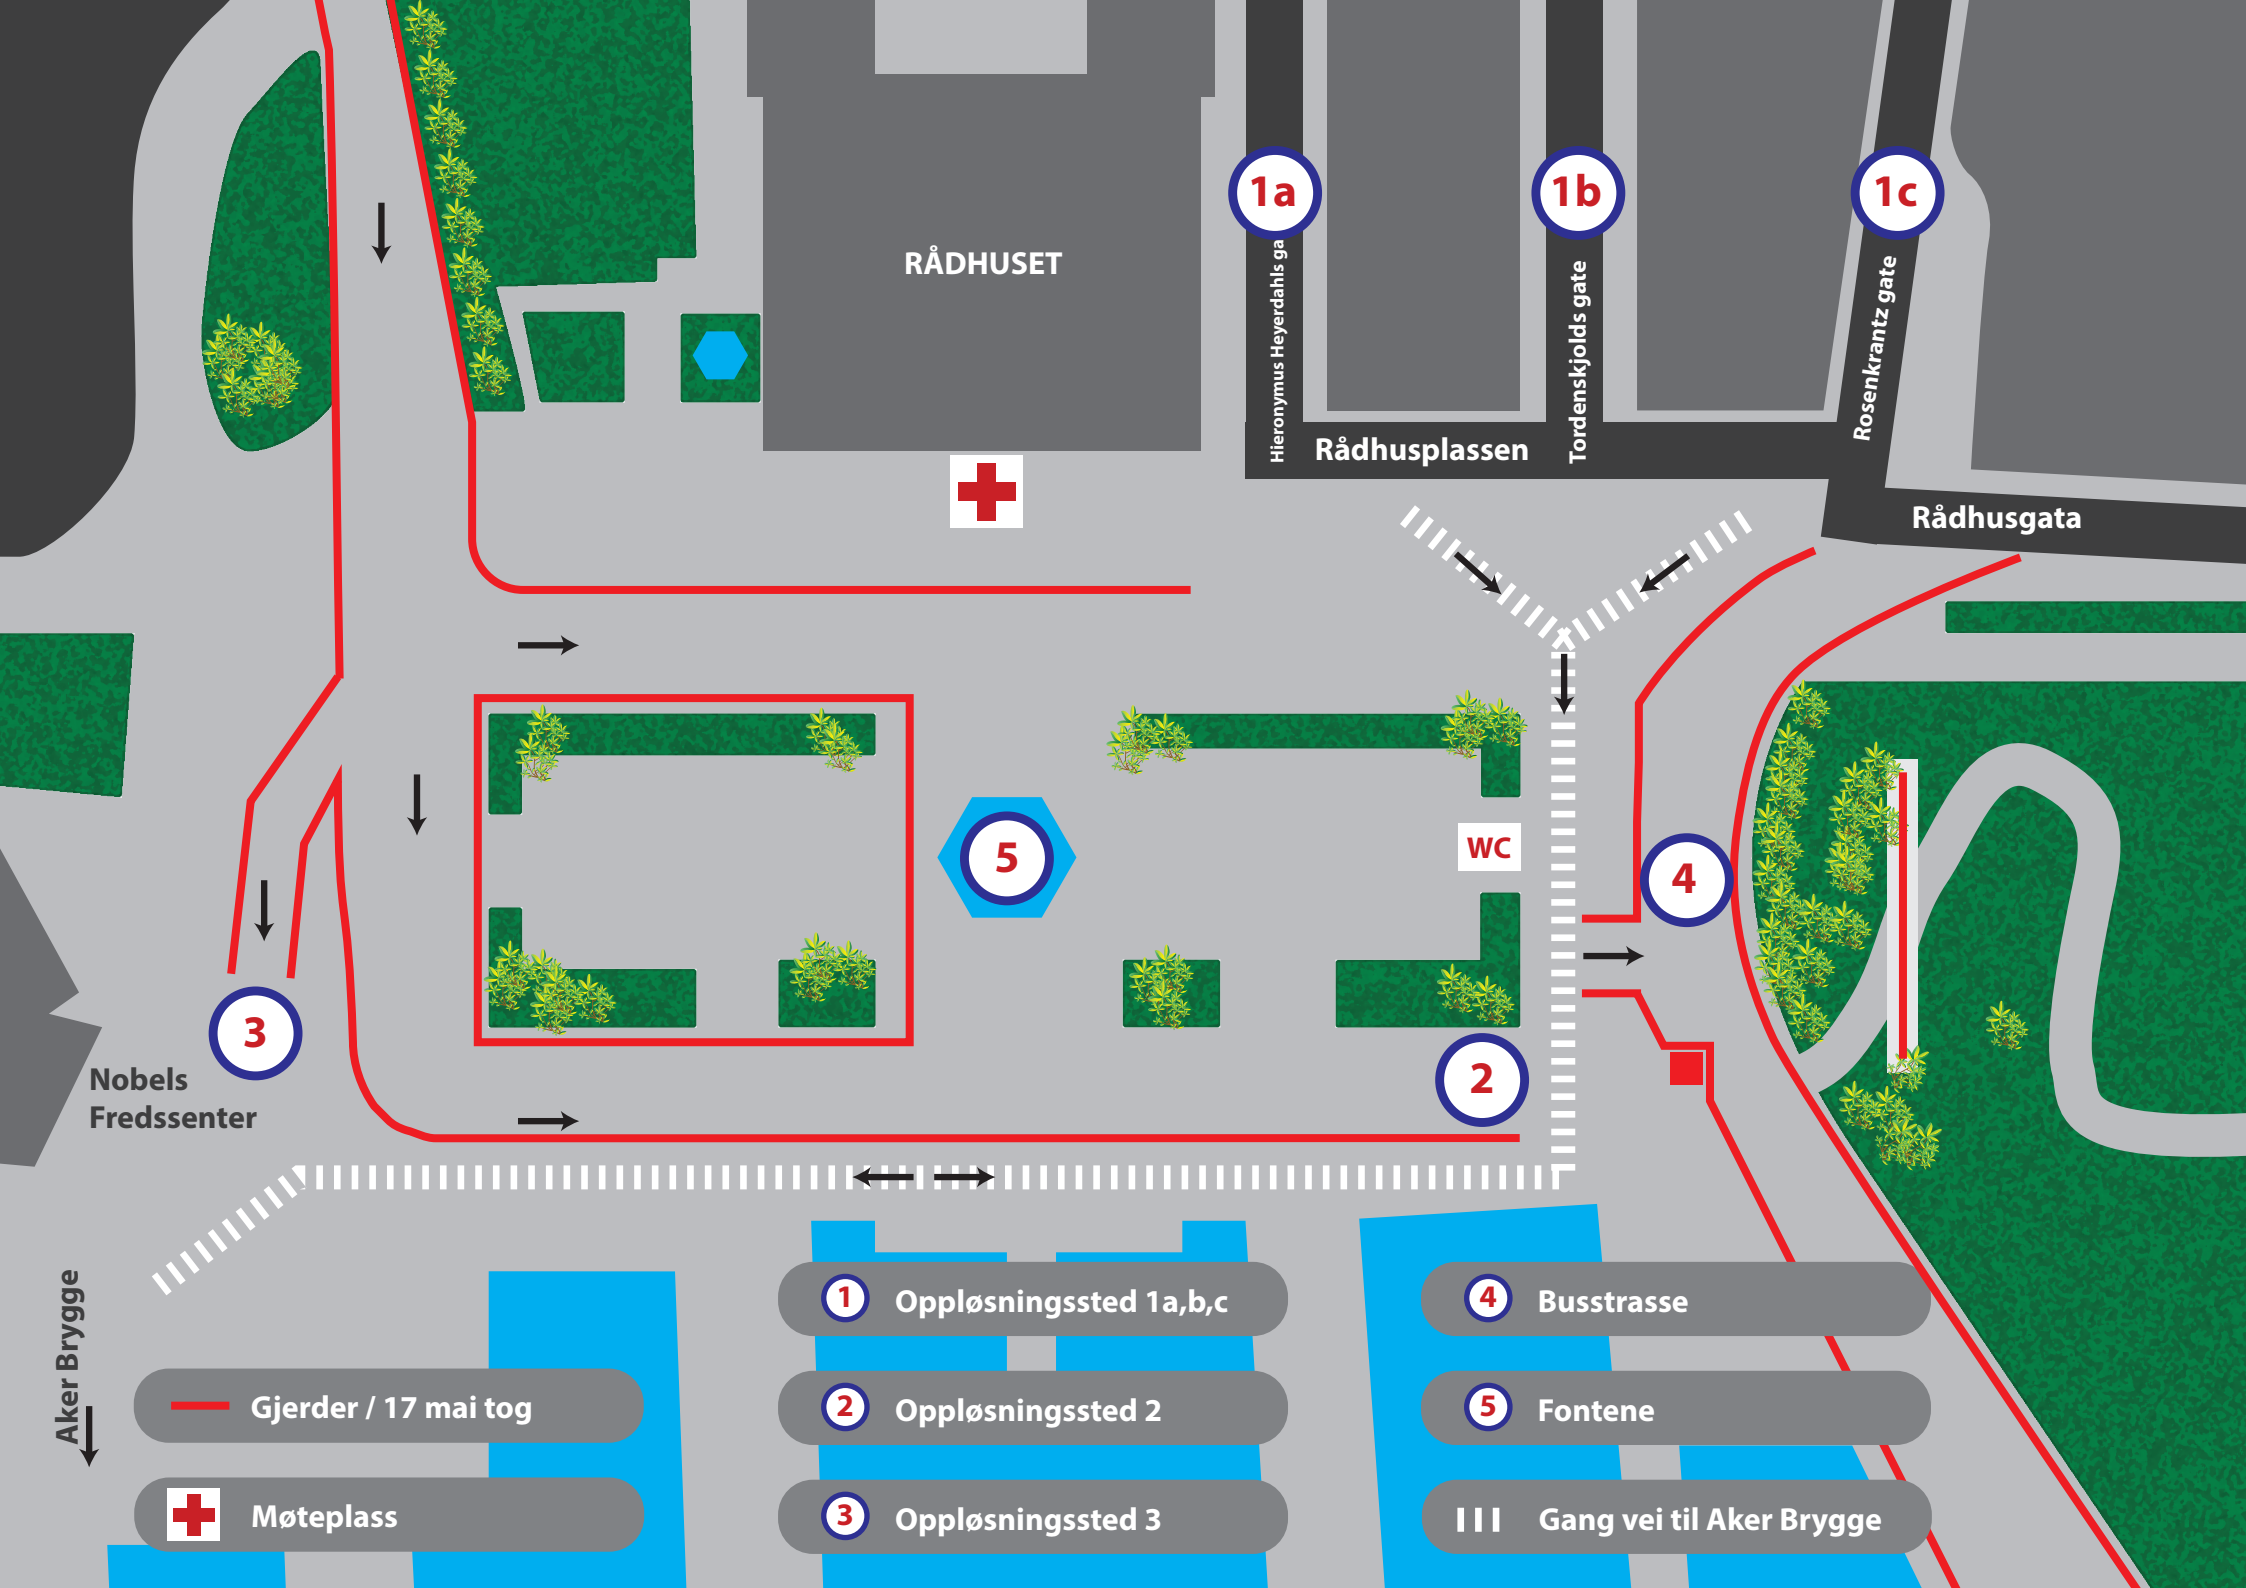 1a
1b
1c
RÅDHUSET
Hieronymus Heyerdahls ga
Tordenskjolds gate
Rosenkrantz gate
Rådhusplassen
Rådhusgata
5
WC
4
3
2
Nobels
Fredssenter
Aker Brygge
Gjerder / 17 mai tog
Møteplass
1 Oppløsningssted 1a,b,c
2 Oppløsningssted 2
3 Oppløsningssted 3
4 Busstrasse
5 Fontene
Gang vei til Aker Brygge